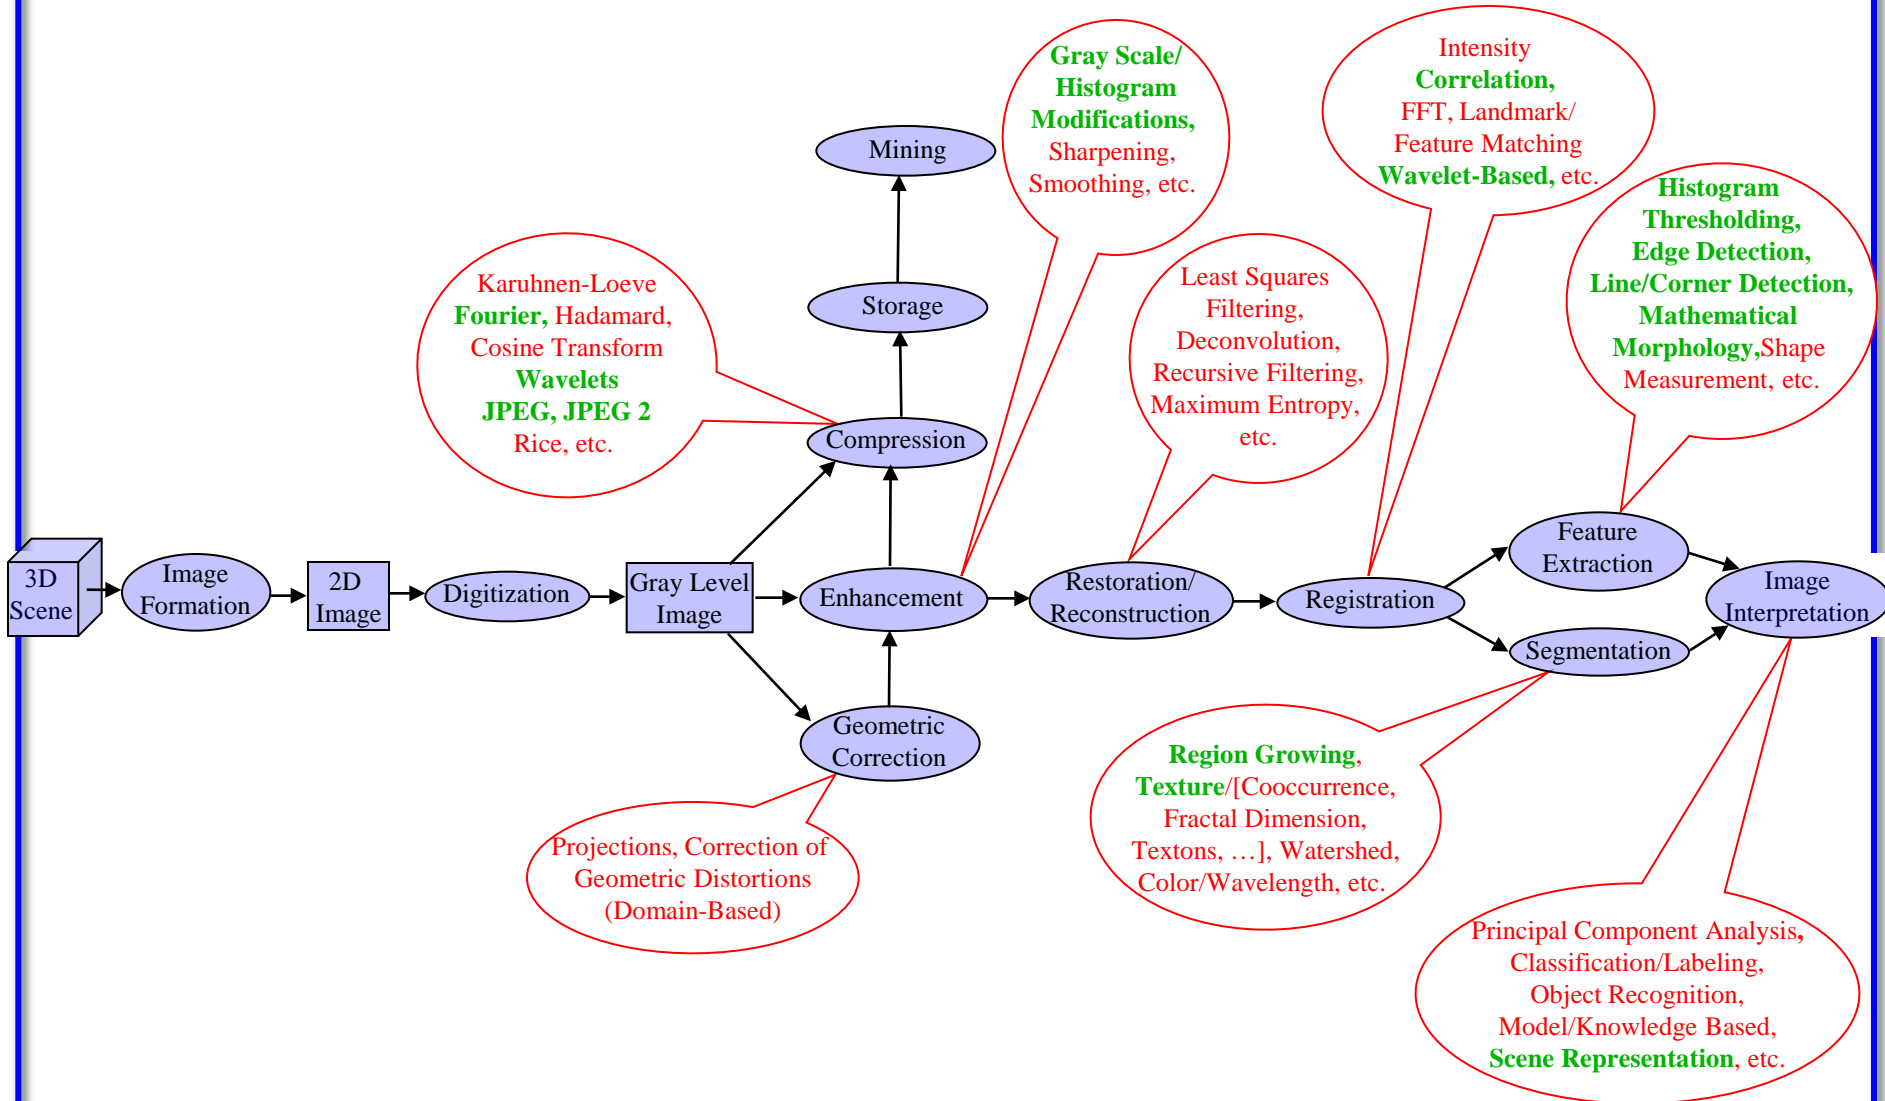 Gray Scale/
Histogram
Modifications,
Sharpening,
Smoothing, etc.
Intensity
Correlation,
FFT, Landmark/
Feature Matching
Wavelet-Based, etc.
Mining
Histogram
Thresholding,
Edge Detection,
Line/Corner Detection,
Mathematical
Morphology,Shape
Measurement, etc.
Karuhnen-Loeve
Fourier, Hadamard,
Cosine Transform
Wavelets
JPEG, JPEG 2
Rice, etc.
Storage
Least Squares
Filtering,
Deconvolution,
Recursive Filtering,
Maximum Entropy,
etc.
Compression
3D
Scene
Image
Formation
2D
Image
Digitization
Gray Level
Image
Enhancement
Restoration/
Reconstruction
Registration
Feature
Extraction
Segmentation
Image
Interpretation
Geometric
Correction
Projections, Correction of
Geometric Distortions
(Domain-Based)
Region Growing,
Texture/[Cooccurrence,
Fractal Dimension,
Textons, …], Watershed,
Color/Wavelength, etc.
Principal Component Analysis,
Classification/Labeling,
Object Recognition,
Model/Knowledge Based,
Scene Representation, etc.